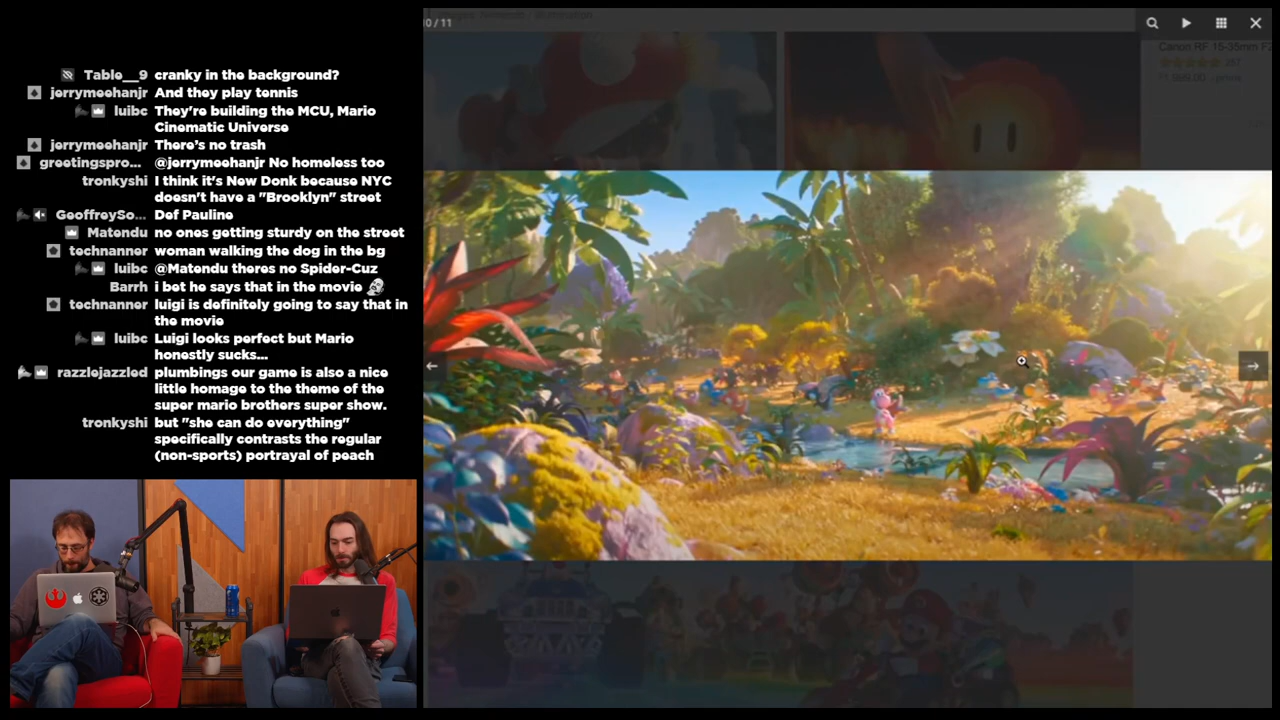 Table__9 cranky in the background?
jerrymeehanjr And they play tennis
luibc They're building the MCU, Mario
Cinematic Universe
jerrymeehanjr There's no trash
greetingspro... @jerrymeehanjr No homeless too
tronkyshi I think it's New Donk because NYC
doesn't have a "Brooklyn" street
GeoffreySo... Def Pauline
Matendu no ones getting sturdy on the street
technanner woman walking the dog in the bg
luibc @Matendu theres no Spider-Cuz
Barrh i bet he says that in the movie
technanner luigi is definitely going to say that in
the movie
luibc Luigi looks perfect but Mario
honestly sucks...
razzlejazzled plumbings our game is also a nice
little homage to the theme of the
super mario brothers super show.
tronkyshi but "she can do everything"
specifically contrasts the regular
(non-sports) portrayal of peach
0 / 11
Canon RF 15-35mm F2